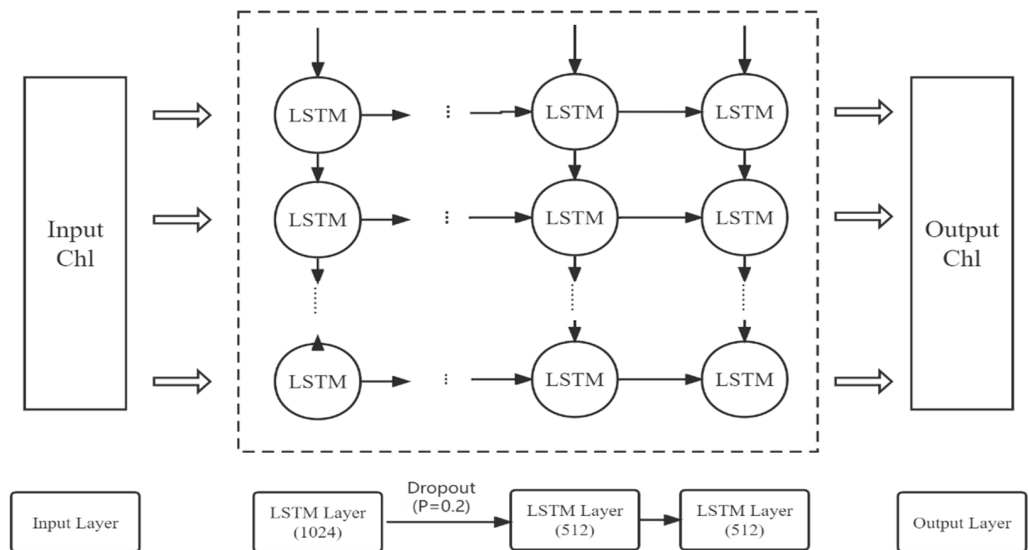 LSTM
⋮
LSTM
LSTM
Input
Chl
LSTM
⋮
LSTM
LSTM
Output
Chl
LSTM
⋮
LSTM
LSTM
Input Layer
LSTM Layer
(1024)
Dropout
(P=0.2)
LSTM Layer
(512)
LSTM Layer
(512)
Output Layer